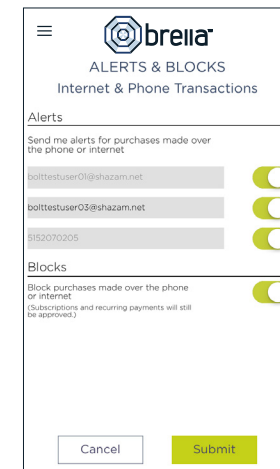 brella™
ALERTS & BLOCKS
Internet & Phone Transactions
Alerts
Send me alerts for purchases made over
the phone or internet
bolttestuser01@shazam.net
bolttestuser03@shazam.net
5152070205
Blocks
Block purchases made over the phone
or internet
(Subscriptions and recurring payments will still
be approved.)
Cancel
Submit